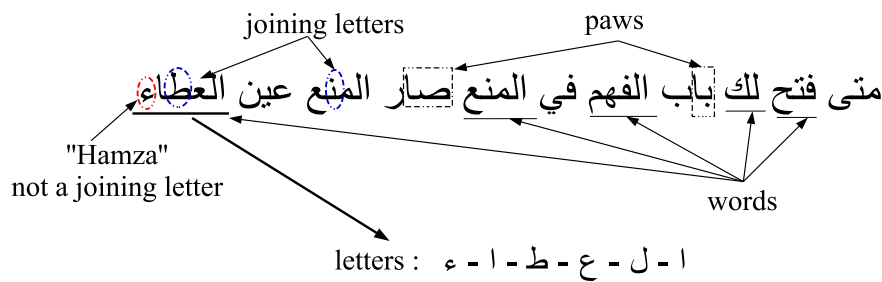 joining letters
paws
متى فتح لك باب الفهم في المنع صار المنع عين العطاء
"Hamza"
not a joining letter
words
letters : ا - ل - ع - ط - ا - ء